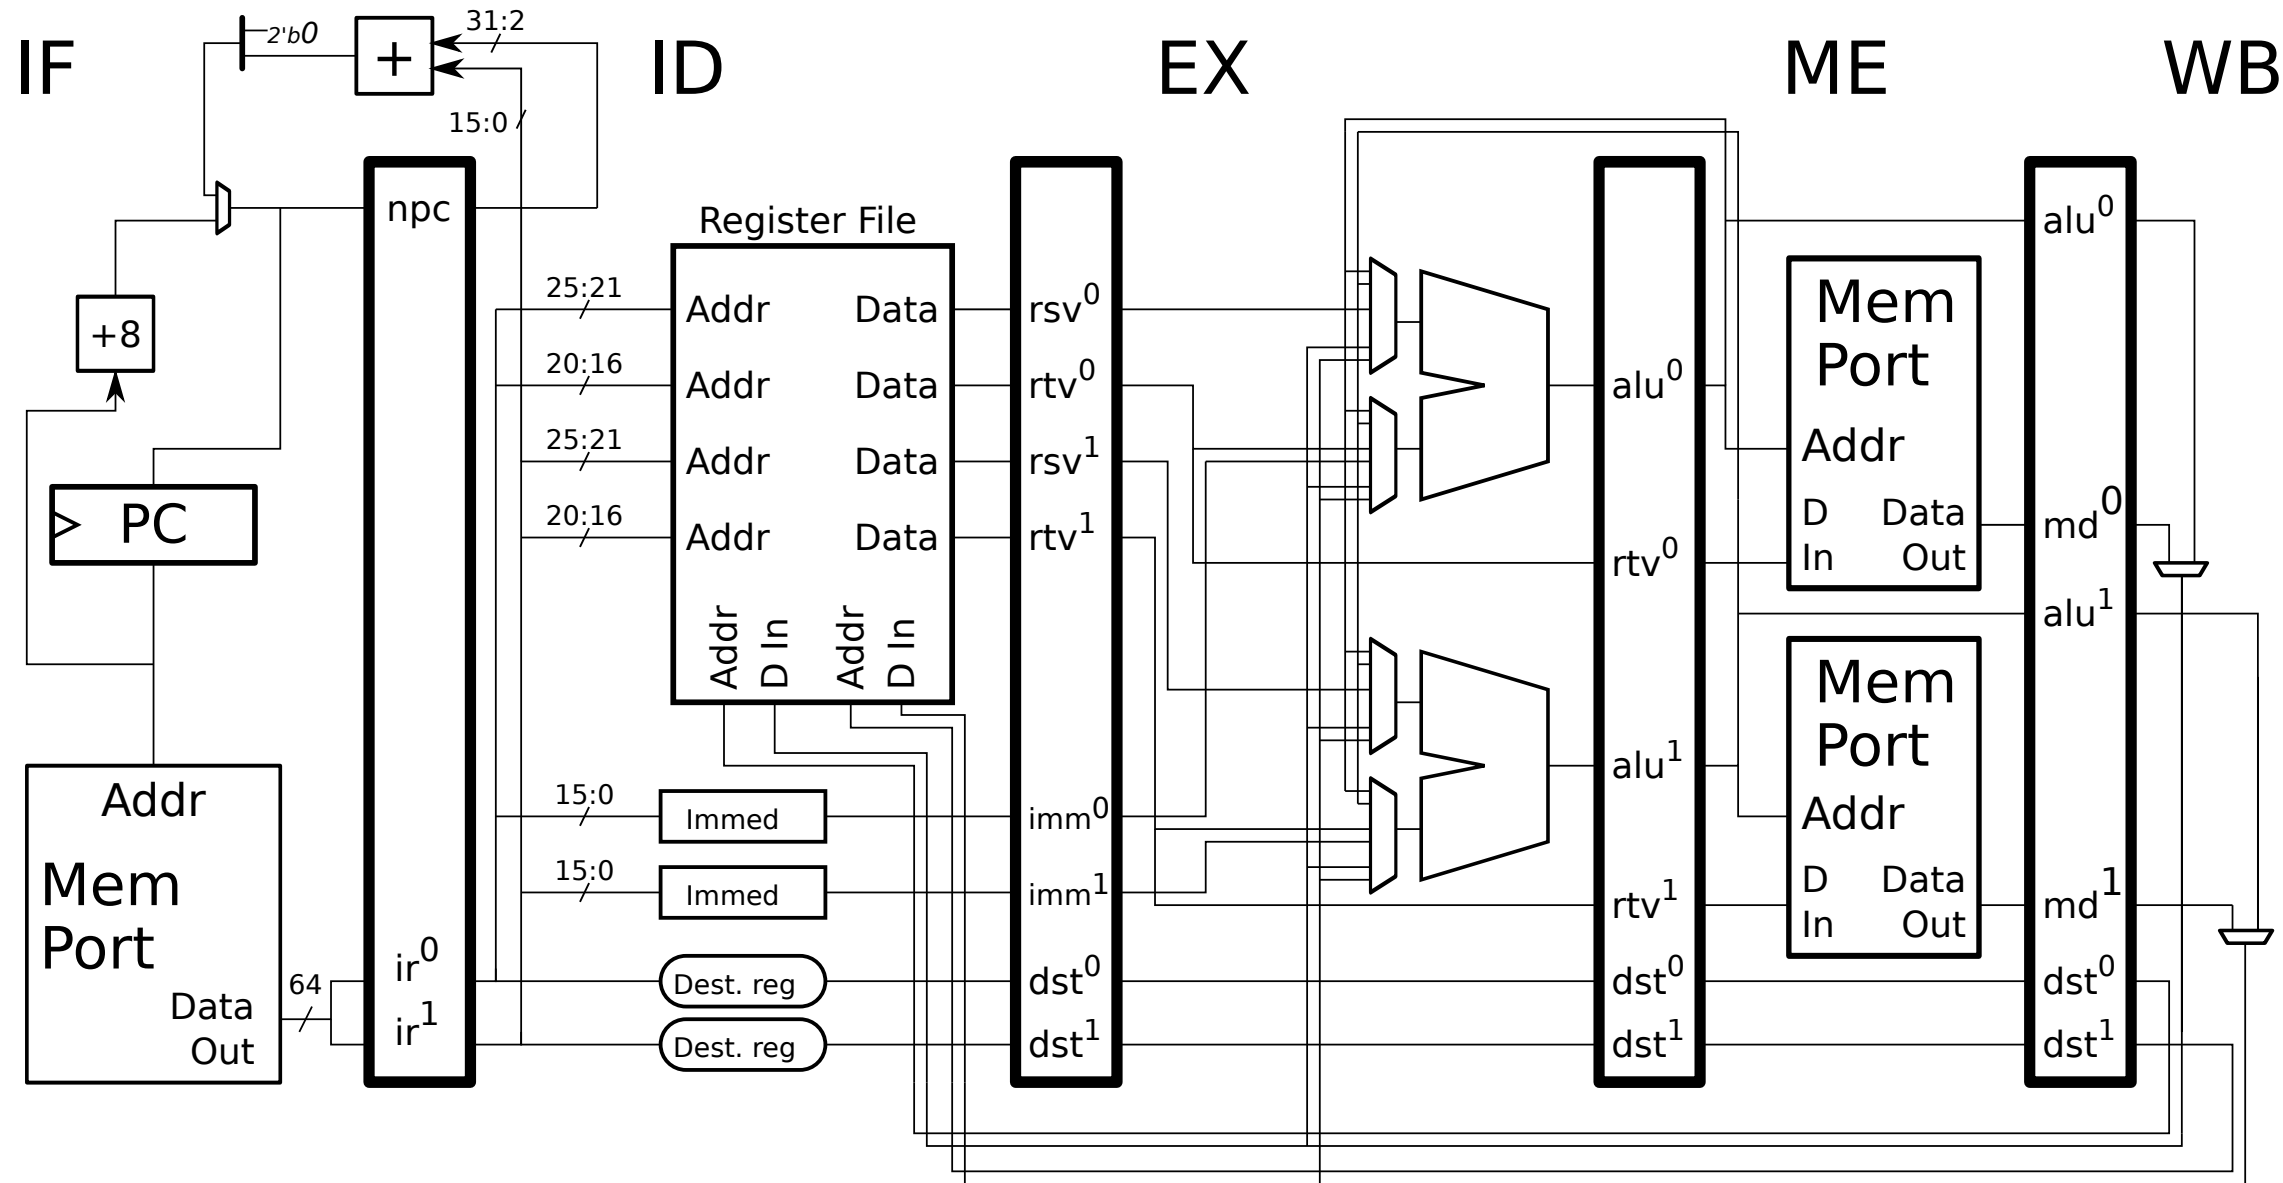 IF
ID
EX
ME
WB
2'b0
+
31:2
15:0
npc
+8
PC
Addr
Mem
Port
Data
Out
64
ir0
ir1
Register File
25:21
Addr
Data
20:16
Addr
Data
25:21
Addr
Data
20:16
Addr
Data
Addr
D In
Addr
D In
15:0
Immed
15:0
Immed
Dest. reg
Dest. reg
rsv0
rtv0
rsv1
rtv1
imm0
imm1
dst0
dst1
alu0
rtv0
alu1
rtv1
dst0
dst1
Mem
Port
Addr
D
In
Data
Out
Mem
Port
Addr
D
In
Data
Out
alu0
md0
alu1
md1
dst0
dst1